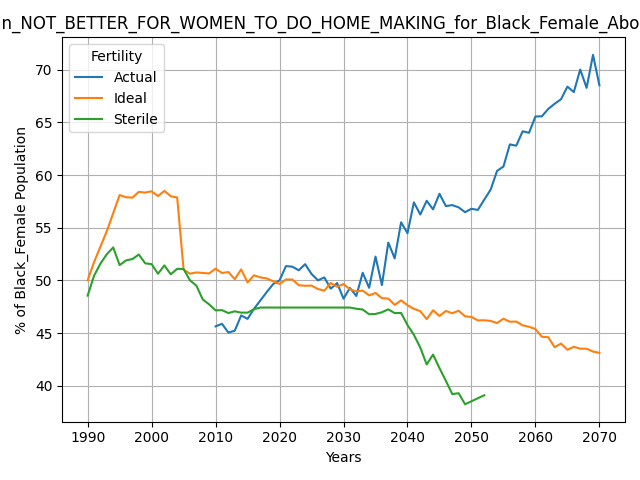 n_NOT_BETTER_FOR_WOMEN_TO_DO_HOME_MAKING_for_Black_Female_Abo
Fertility
Actual
Ideal
Sterile
% of Black_Female Population
70
65
60
55
50
45
40
1990 2000 2010 2020 2030 2040 2050 2060 2070
Years